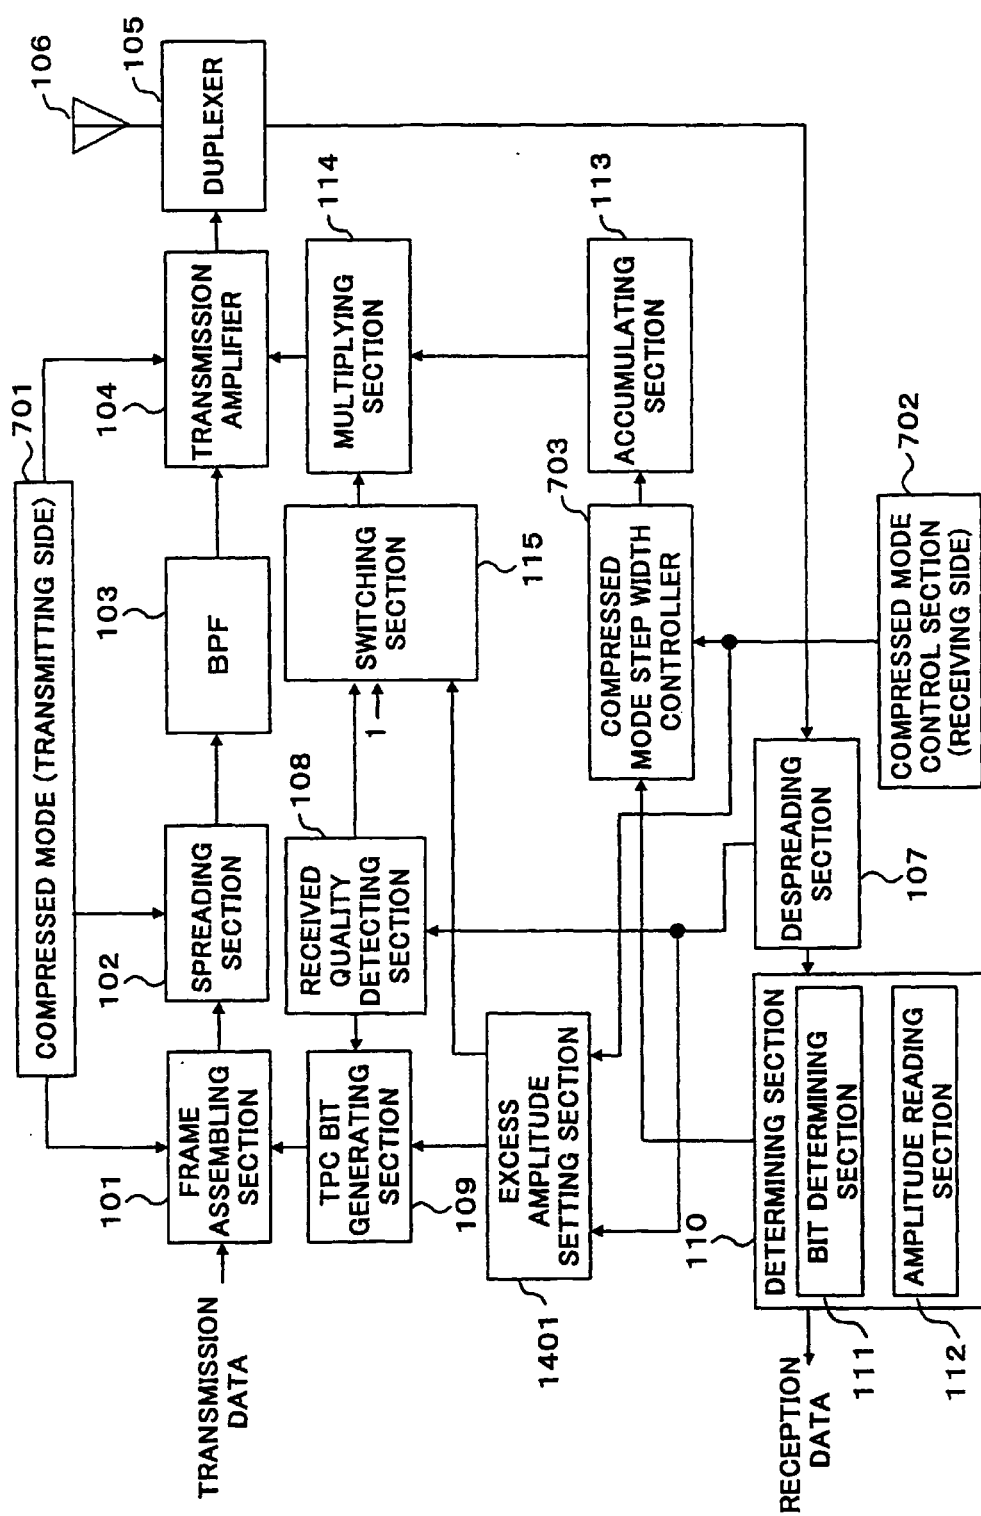 COMPRESSED MODE (TRANSMITTING SIDE)
701
106
105
DUPLEXER
TRANSMISSION
DATA
101
FRAME
ASSEMBLING
SECTION
102
SPREADING
SECTION
103
BPF
104
TRANSMISSION
AMPLIFIER
109
TPC BIT
GENERATING
SECTION
108
RECEIVED
QUALITY
DETECTING
SECTION
1
SWITCHING
SECTION
115
114
MULTIPLYING
SECTION
1401
EXCESS
AMPLITUDE
SETTING SECTION
703
COMPRESSED
MODE STEP WIDTH
CONTROLLER
113
ACCUMULATING
SECTION
RECEPTION
DATA
110
DETERMINING SECTION
111
BIT DETERMINING
SECTION
112
AMPLITUDE READING
SECTION
DESPREADING
SECTION
107
702
COMPRESSED MODE
CONTROL SECTION
(RECEIVING SIDE)